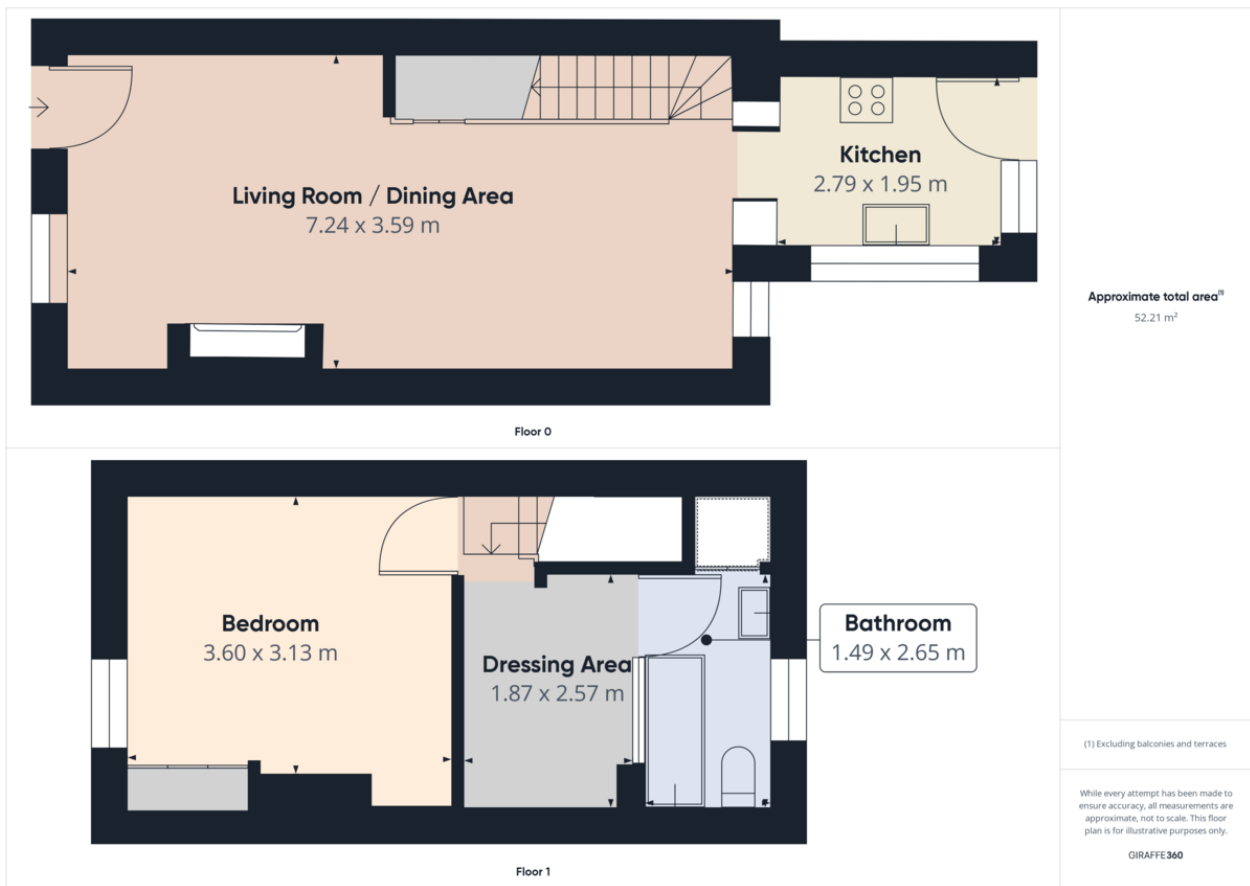 Living Room / Dining Area
7.24 x 3.59 m
Kitchen
2.79 x 1.95 m
Floor 0
Bedroom
3.60 x 3.13 m
Dressing Area
1.87 x 2.57 m
Bathroom
1.49 x 2.65 m
Floor 1
Approximate total area(1)
52.21 m²
(1) Excluding balconies and terraces
While every attempt has been made to
ensure accuracy, all measurements are
approximate, not to scale. This floor
plan is for illustrative purposes only.
GIRAFFE360